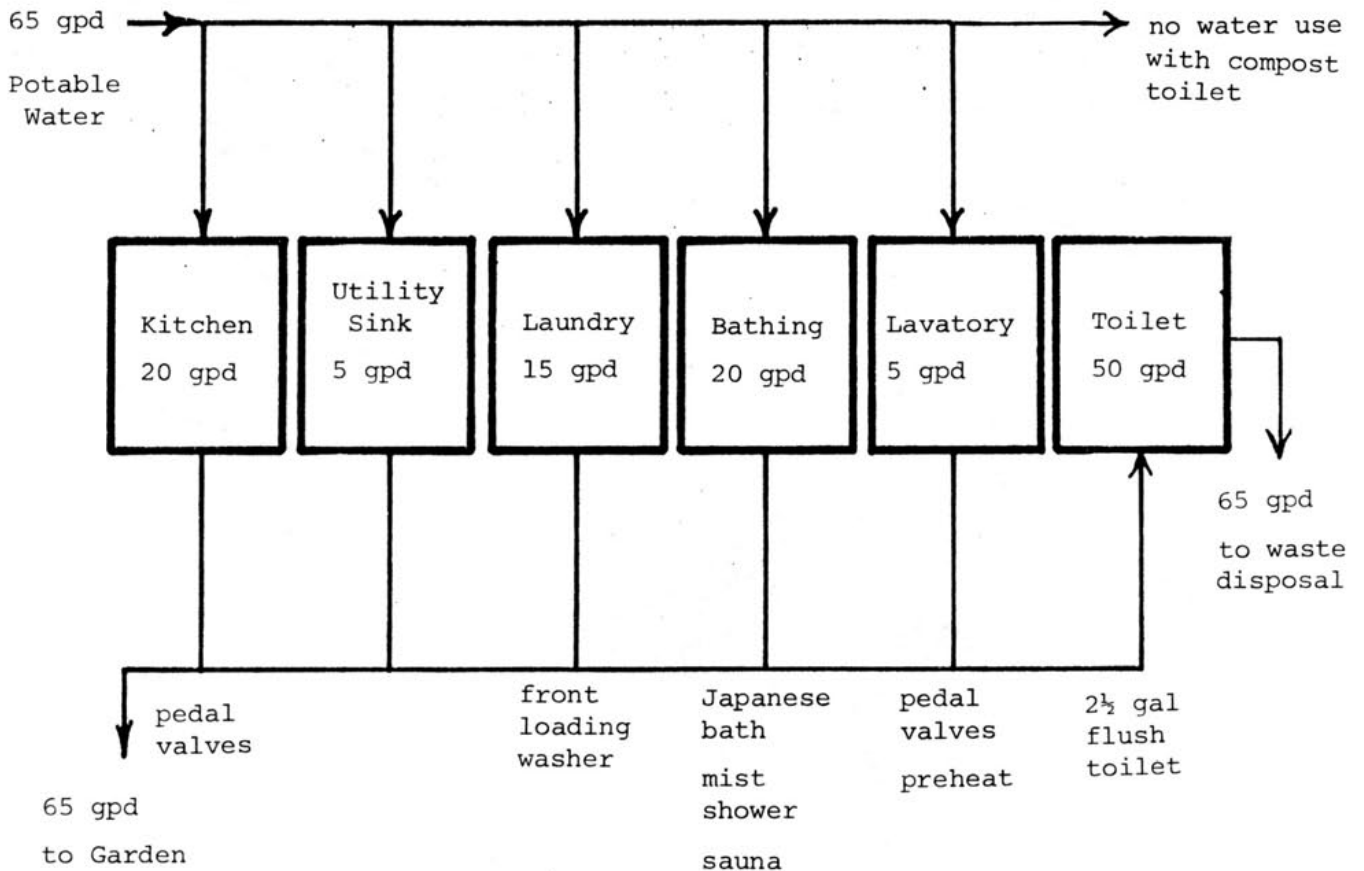 65 gpd
Potable
Water
no water use
with compost
toilet
Kitchen
20 gpd
Utility
Sink
5 gpd
Laundry
15 gpd
Bathing
20 gpd
Lavatory
5 gpd
Toilet
50 gpd
65 gpd
to waste
disposal
pedal
valves
front
loading
washer
Japanese
bath
mist
shower
sauna
pedal
valves
preheat
2½ gal
flush
toilet
65 gpd
to Garden